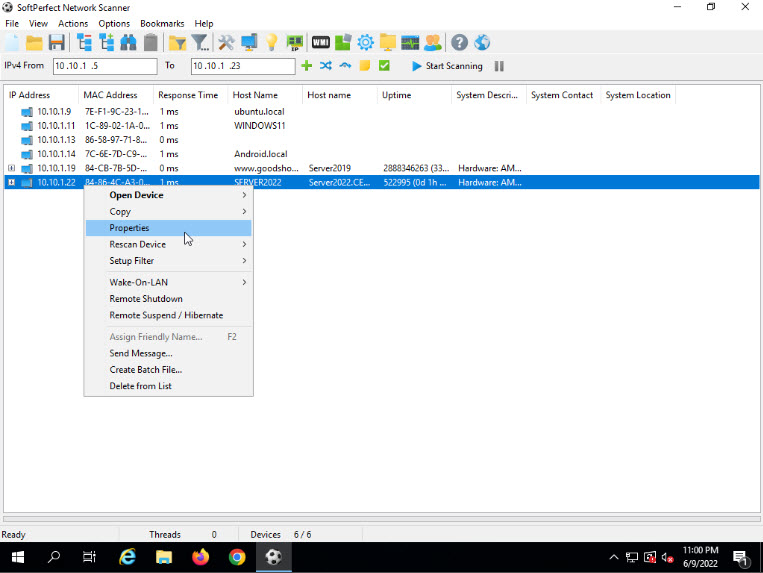 SoftPerfect Network Scanner
File View Actions Options Bookmarks Help
IP WMI
IPv4 From 10 .10 .1 .5 To 10 .10 .1 .23 Start Scanning
IP Address MAC Address Response Time Host Name Host name Uptime System Descri... System Contact System Location
10.10.1.9 7E-F1-9C-23-1... 1 ms ubuntu.local
10.10.1.11 1C-89-02-1A-0... 1 ms WINDOWS11
10.10.1.13 86-58-97-71-8... 0 ms
10.10.1.14 7C-6E-7D-C9-... 1 ms Android.local
10.10.1.19 84-CB-7B-5D-... 0 ms www.goodsho... Server2019 2888346263 (33... Hardware: AM...
10.10.1.22 84-86-4C-A3-0... 1 ms SERVER2022 Server2022.CE... 522995 (0d 1h ... Hardware: AM...
Open Device
Copy
Properties
Rescan Device
Setup Filter
Wake-On-LAN
Remote Shutdown
Remote Suspend / Hibernate
Assign Friendly Name... F2
Send Message...
Create Batch File...
Delete from List
Ready Threads 0 Devices 6 / 6
11:00 PM
6/9/2022
1